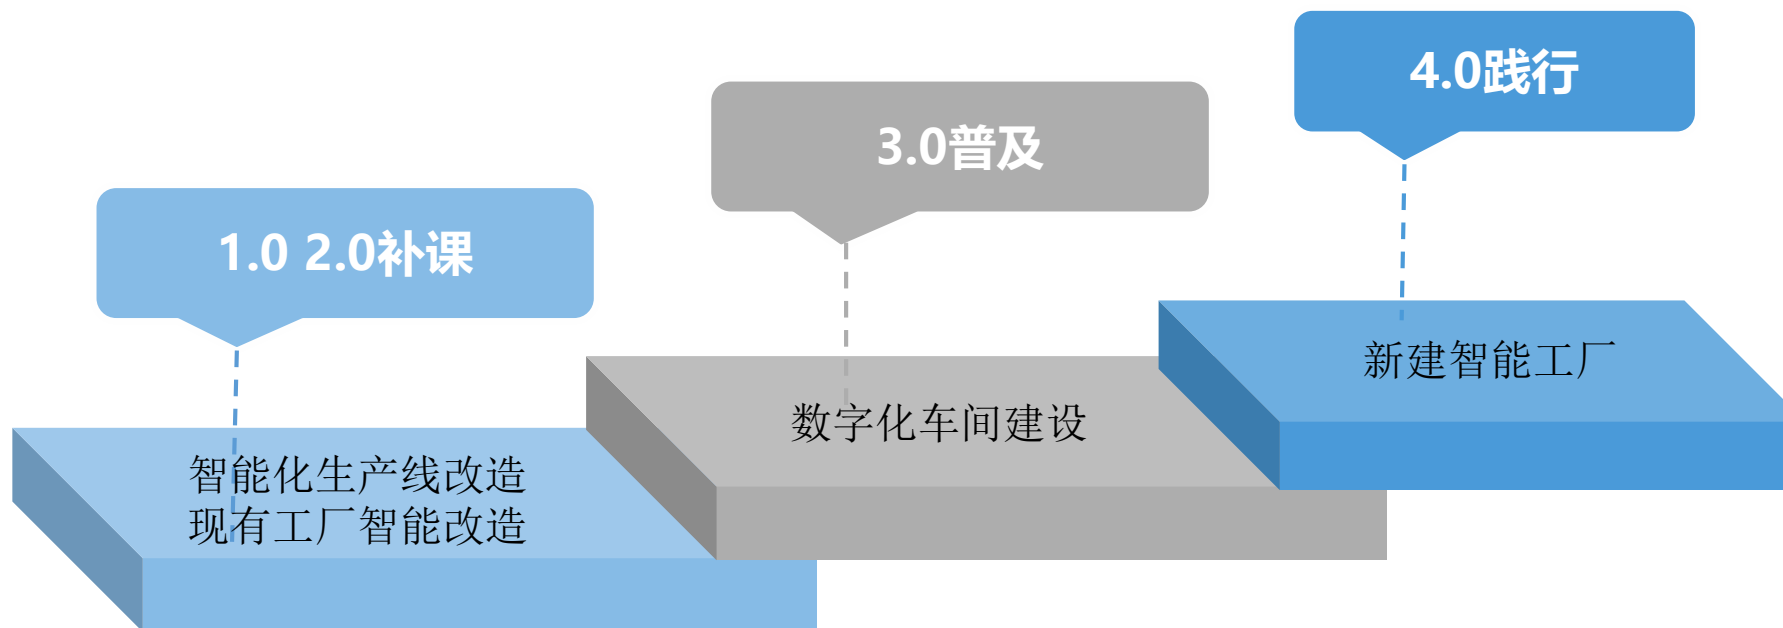 1.0 2.0补课
智能化生产线改造
现有工厂智能改造
3.0普及
数字化车间建设
4.0践行
新建智能工厂